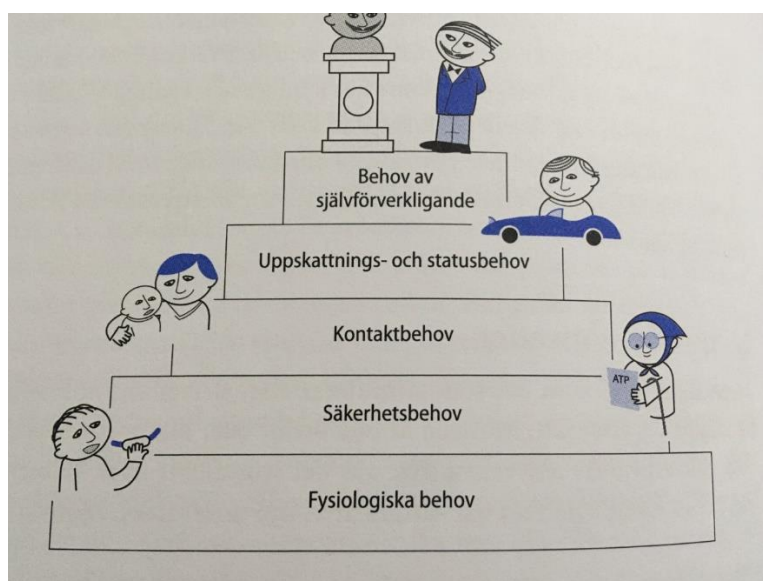 Behov av
självförverkligande
Uppskattnings- och statusbehov
Kontaktbehov
ATP
Säkerhetsbehov
Fysiologiska behov